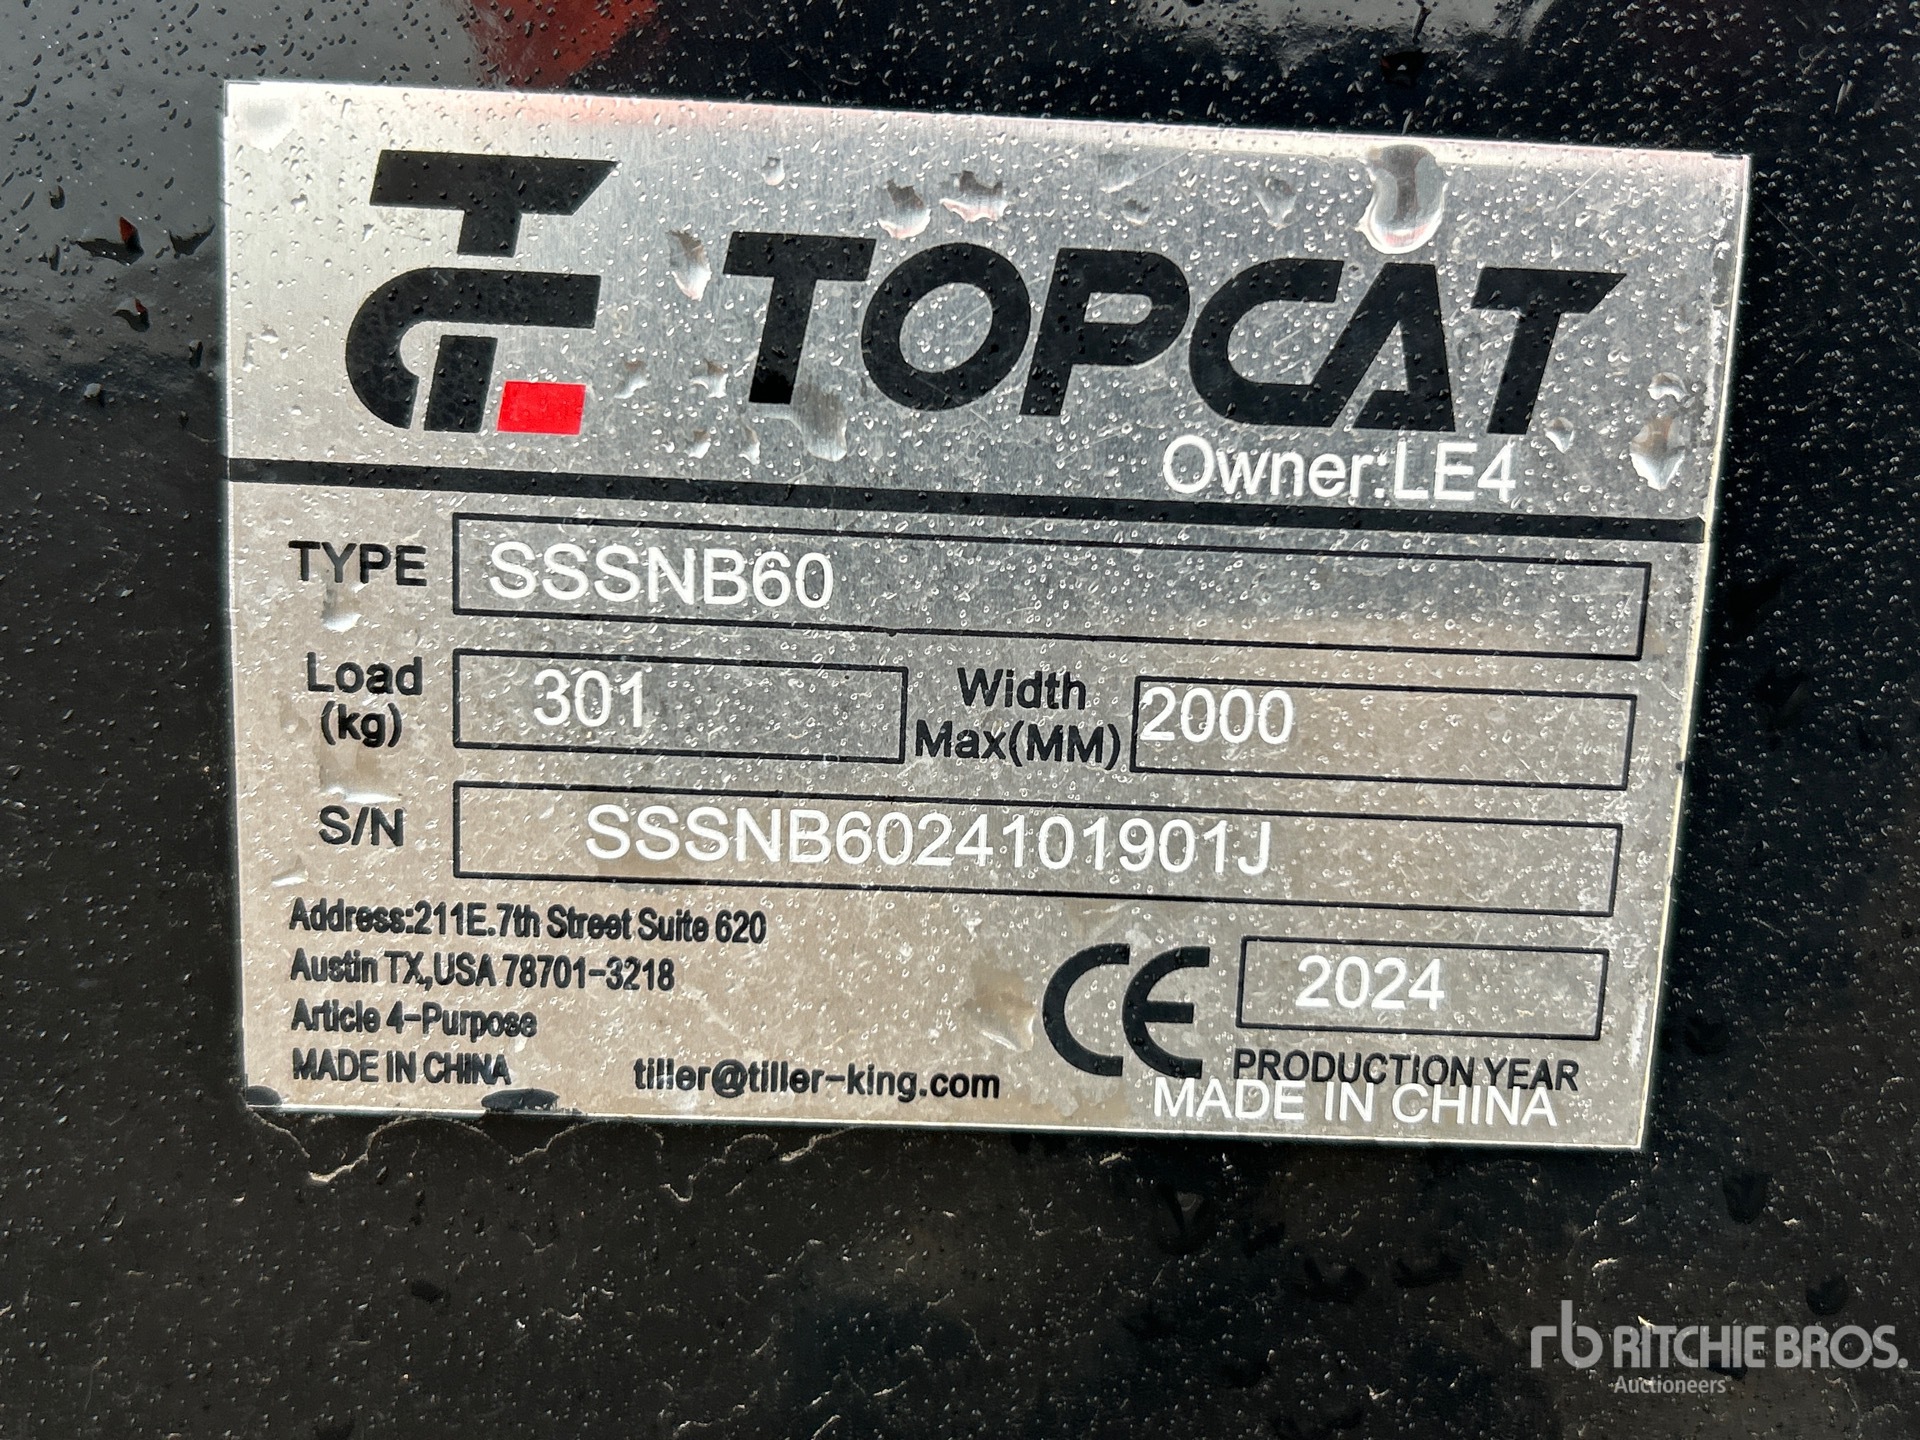 TOPCAT
Owner:LE4
TYPE SSSNB60
Load (kg) 301 Width Max(MM) 2000
S/N SSSNB6024101901J
Address:211E.7th Street Suite 620
Austin TX,USA 78701-3218
Article 4-Purpose
MADE IN CHINA
tiller@tiller-king.com
CE 2024
PRODUCTION YEAR
MADE IN CHINA
rb RITCHIE BROS.
Auctioneers